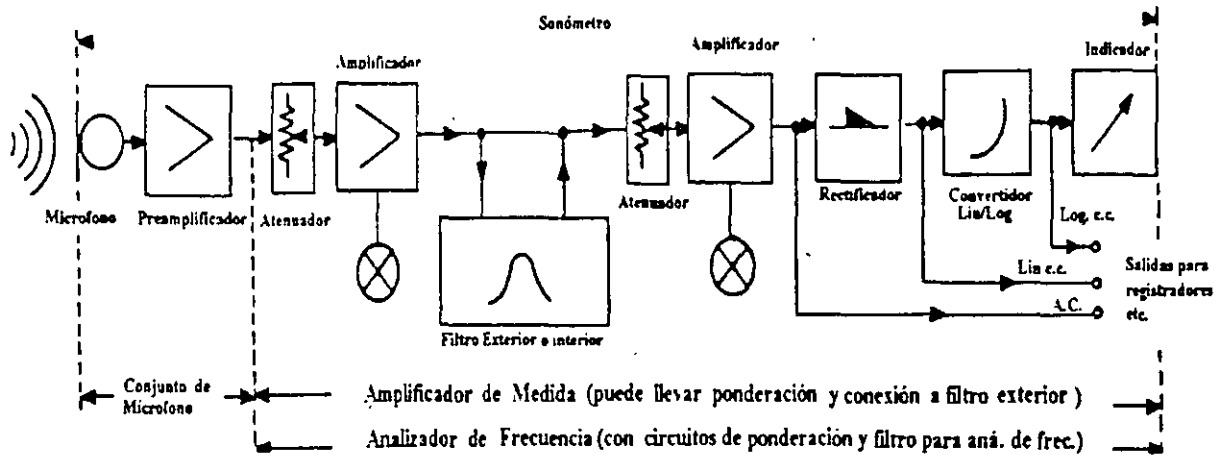 Sonómetro
Amplificador
Amplificador
Indicador
Microfono
Preamplificador
Atenuador
Atenuador
Rectificador
Convertidor
Lin/Log
Log. c.c.
Lin c.c.
A.C.
Salidas para
registradores
etc.
Filtro Exterior o interior
Conjunto de
Microfono
Amplificador de Medida (puede llevar ponderación y conexión a filtro exterior )
Analizador de Frecuencia (con circuitos de ponderación y filtro para aná. de frec.)